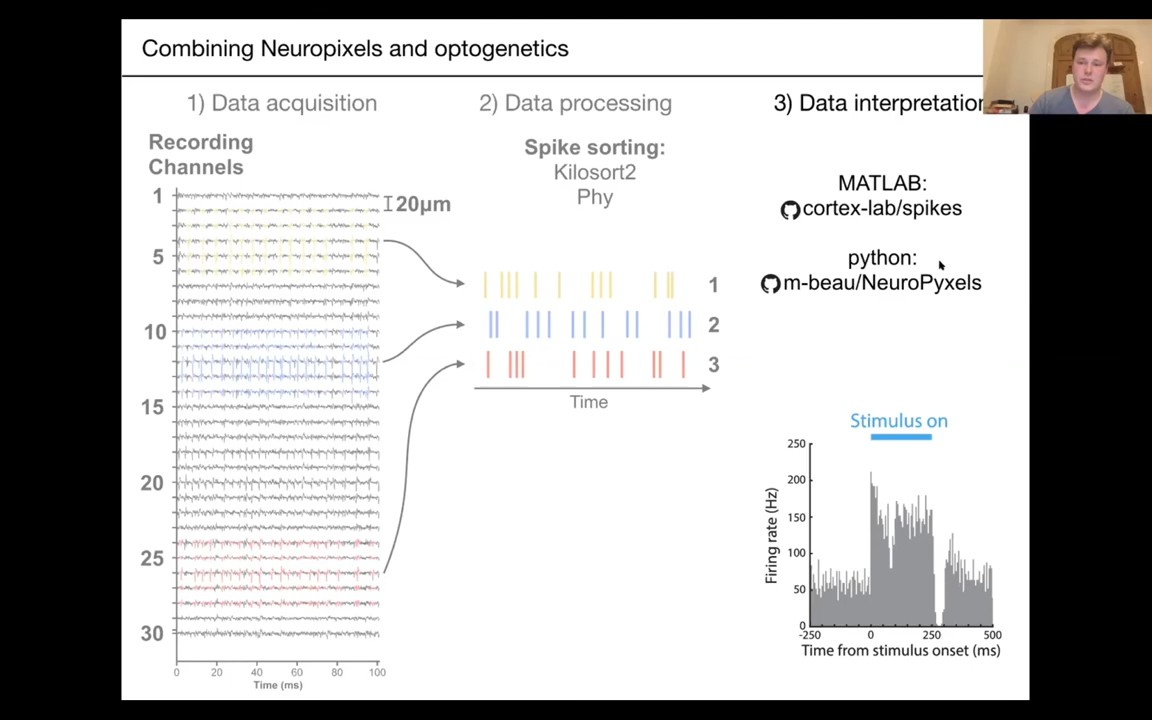 Combining Neuropixels and optogenetics
1) Data acquisition
Recording
Channels
1
5
10
15
20
25
30
20μm
0 20 40 60 80 100
Time (ms)
2) Data processing
Spike sorting:
Kilosort2
Phy
1
2
3
Time
3) Data interpretation
MATLAB:
cortex-lab/spikes
python:
m-beau/NeuroPyxels
Stimulus on
250
200
150
100
50
0
Firing rate (Hz)
-250 0 250 500
Time from stimulus onset (ms)